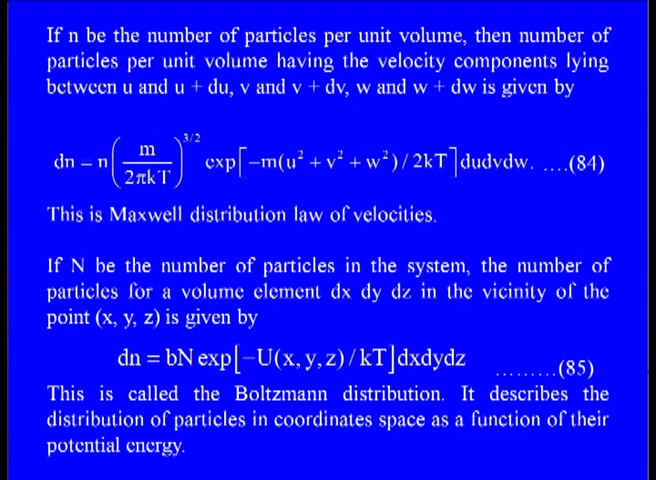 If n be the number of particles per unit volume, then number of
particles per unit volume having the velocity components lying
between u and u + du, v and v + dv, w and w + dw is given by
dn = n(m/2πkT)^3/2 exp[−m(u² + v² + w²)/2kT]dudvdw. ....(84)
This is Maxwell distribution law of velocities.
If N be the number of particles in the system, the number of
particles for a volume element dx dy dz in the vicinity of the
point (x, y, z) is given by
dn = bN exp[−U(x,y,z)/kT]dxdydz .........(85)
This is called the Boltzmann distribution. It describes the
distribution of particles in coordinates space as a function of their
potential energy.